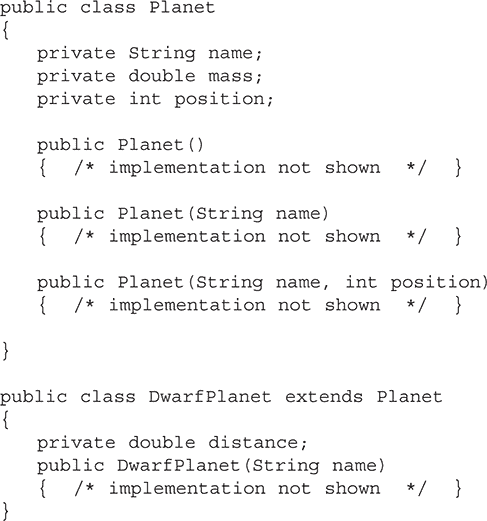 public class Planet
{
private String name;
private double mass;
private int position;
public Planet()
{ /* implementation not shown */ }
public Planet(String name)
{ /* implementation not shown */ }
public Planet(String name, int position)
{ /* implementation not shown */ }
}
public class DwarfPlanet extends Planet
{
private double distance;
public DwarfPlanet(String name)
{ /* implementation not shown */ }
}